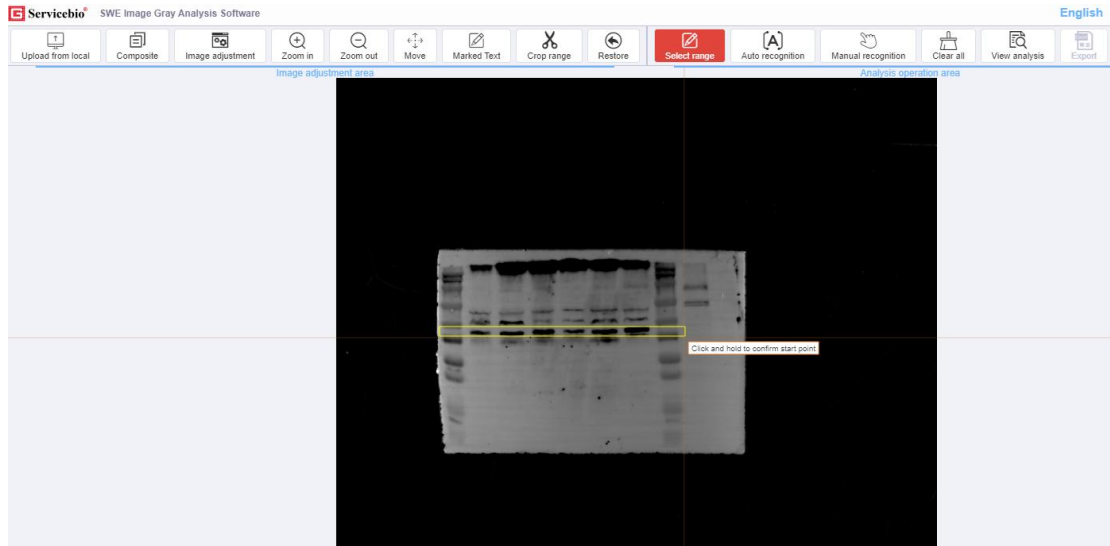 Servicebio® SWE Image Gray Analysis Software English
Upload from local Composite Image adjustment Zoom in Zoom out Move Marked Text Crop range Restore Select range Auto recognition Manual recognition Clear all View analysis Export
Image adjustment area Analysis operation area
Click and hold to confirm start point